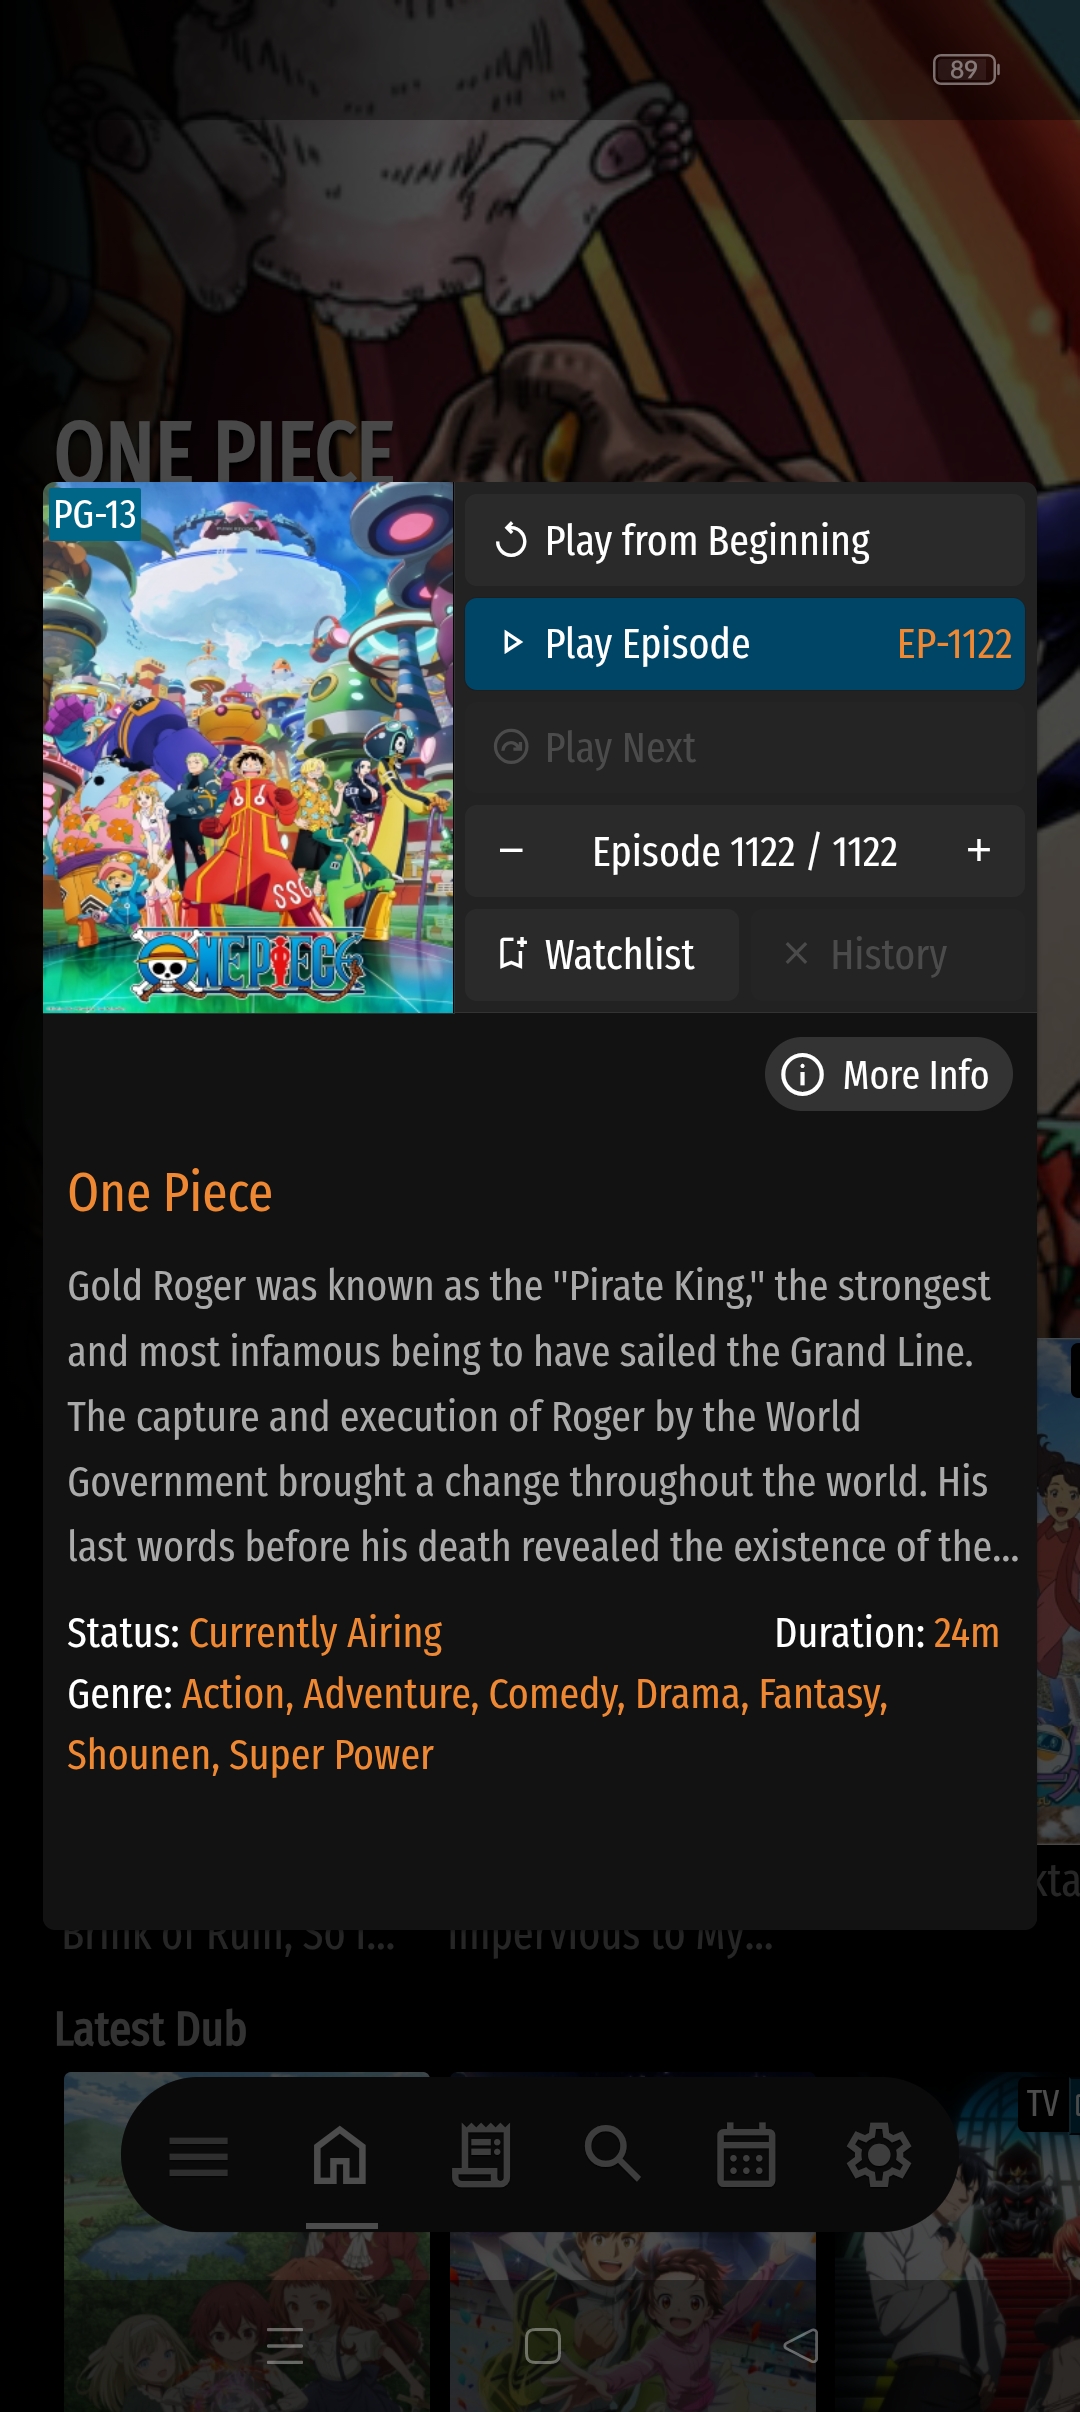 89
ONE PIECE
PG-13
SSG
ONE PIECE
Play from Beginning
Play Episode EP-1122
Play Next
Episode 1122 / 1122
Watchlist
History
More Info
One Piece
Gold Roger was known as the "Pirate King," the strongest
and most infamous being to have sailed the Grand Line.
The capture and execution of Roger by the World
Government brought a change throughout the world. His
last words before his death revealed the existence of the...
Status: Currently Airing Duration: 24m
Genre: Action, Adventure, Comedy, Drama, Fantasy,
Shounen, Super Power
Brink of Ruin, So I...
Impervious to My...
Latest Dub
TV